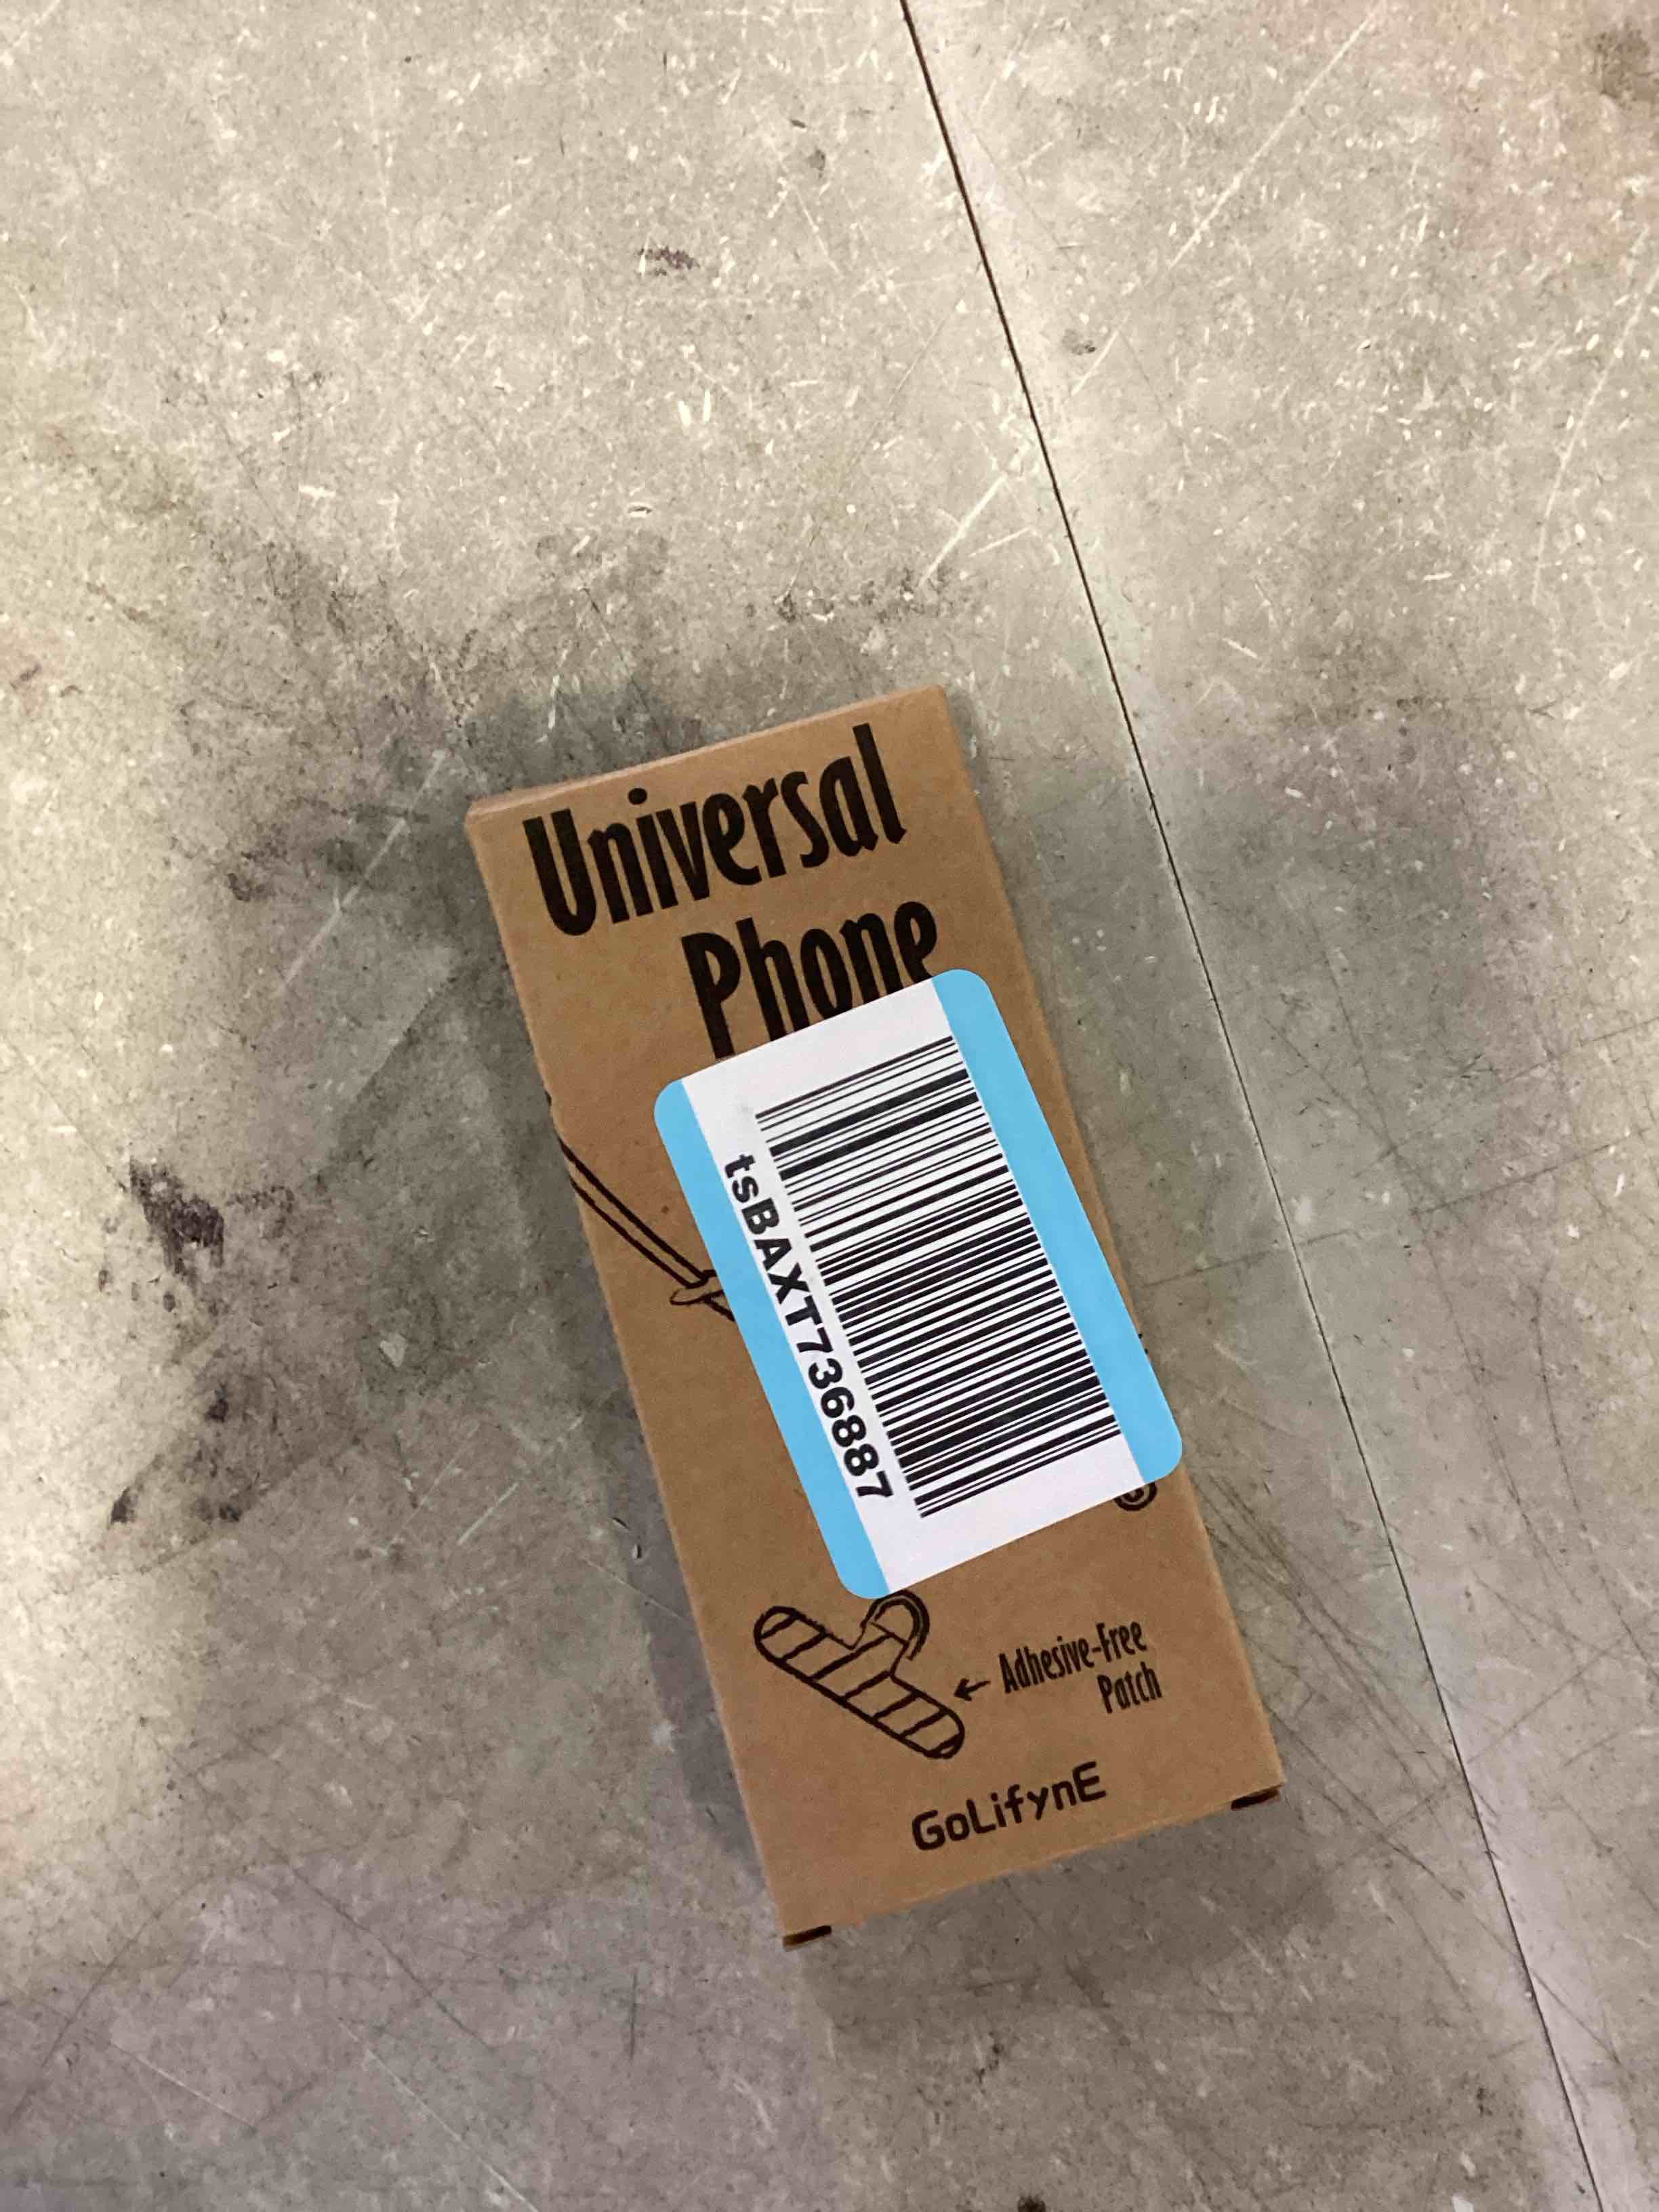 Universal
Phone
tsBAXT736887
← Adhesive-Free
Patch
GoLifynE